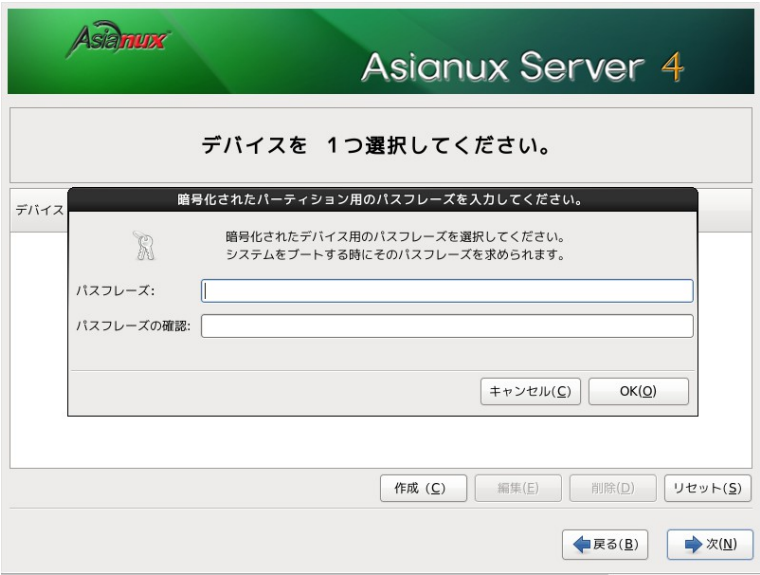 Asianux
Asianux Server 4
デバイスを 1つ選択してください。
デバイス
暗号化されたパーティション用のパスフレーズを入力してください。
暗号化されたデバイス用のパスフレーズを選択してください。
システムをブートする時にそのパスフレーズを求められます。
パスフレーズ:
パスフレーズの確認:
キャンセル(C) OK(O)
作成 (C) 編集(E) 削除(D) リセット(S)
戻る(B) 次(N)